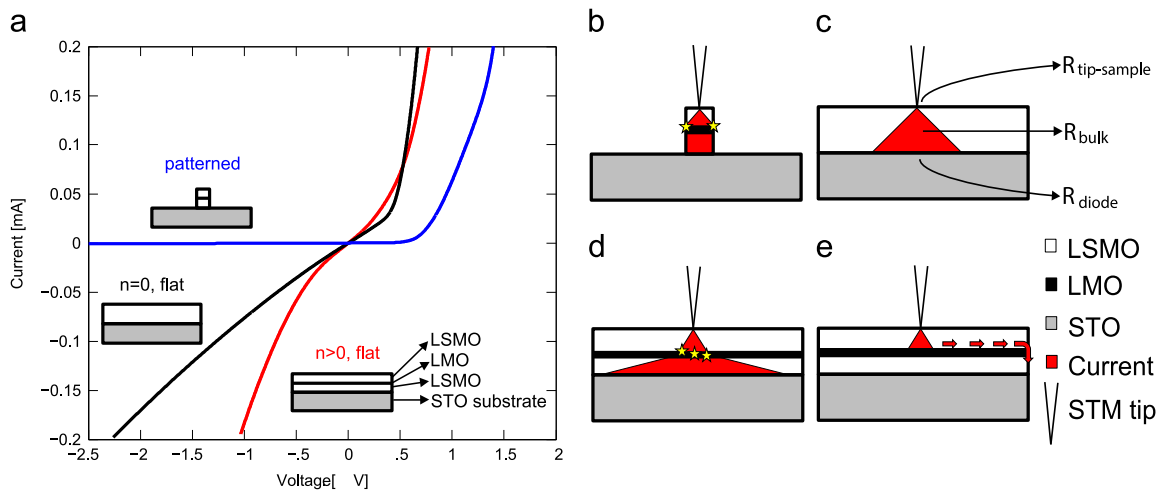 a
0.2
0.15
0.1
0.05
0
−0.05
−0.1
−0.15
−0.2
Current [mA]
−2.5
−2
−1.5
−1
−.5
0
.5
1
1.5
2
Voltage[ V]
patterned
n=0, flat
n>0, flat
LSMO
LMO
LSMO
STO substrate
b
c
R tip-sample
R bulk
R diode
d
e
LSMO
LMO
STO
Current
STM tip